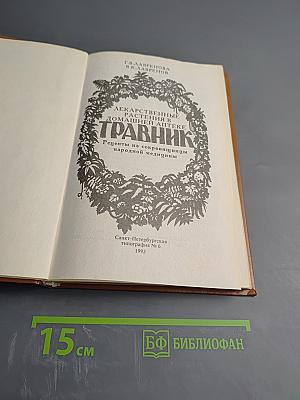 Г.В.ЛАВРЕНОВА
В.К.ЛАВРЕНОВ
ЛЕКАРСТВЕННЫЕ
РАСТЕНИЯ В
ДОМАШНЕЙ АПТЕКЕ
ТРАВНИК
Рецепты из сокровищницы
народной медицины
Санкт-Петербургская
типография № 6
1993
15 см
БФ БИБЛИОФАН